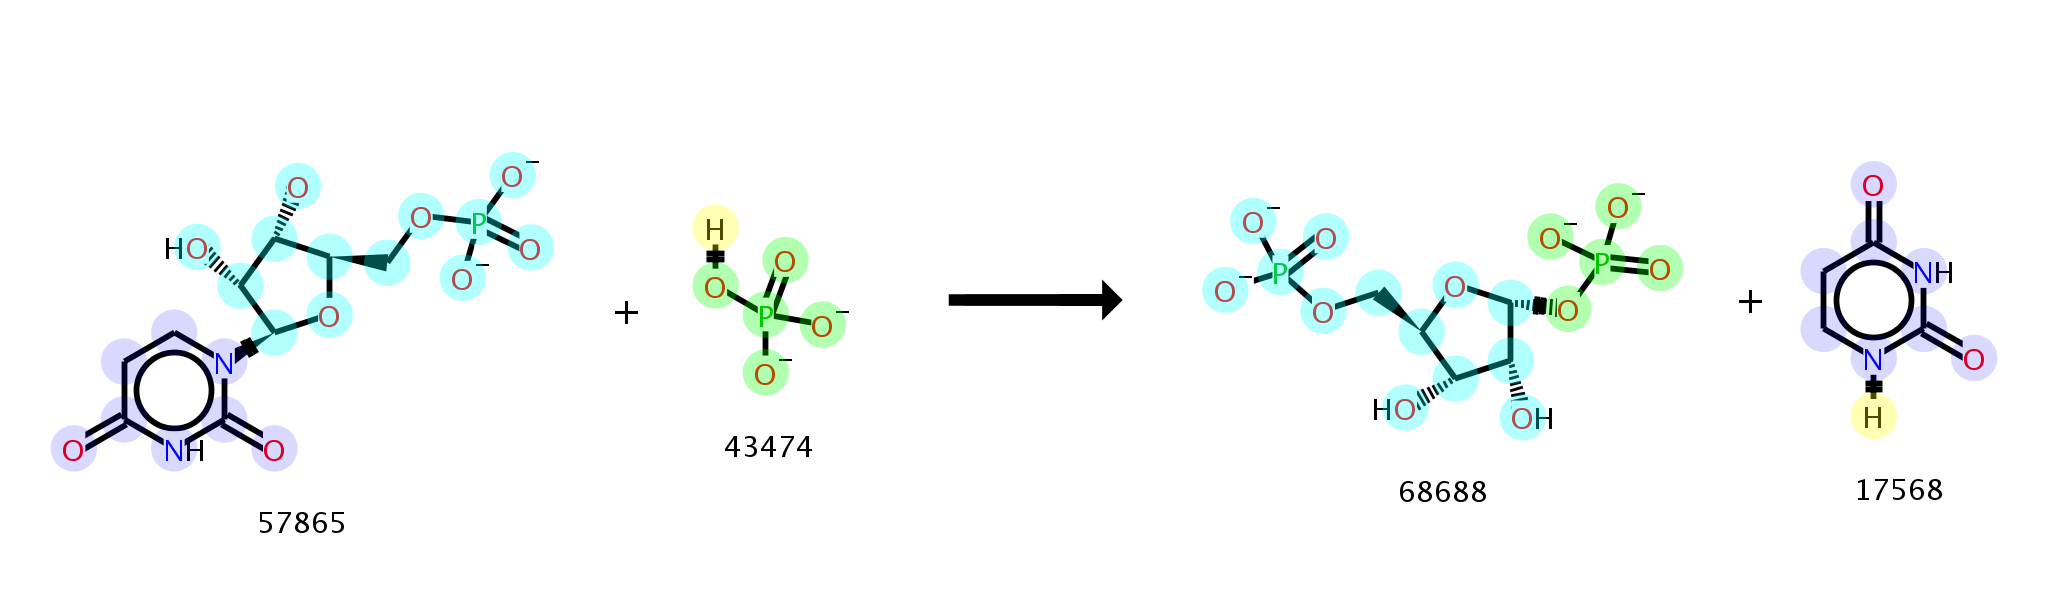 O O⁻
HO O P O
O O⁻
N
O NH O
57865
+
H
O O
P O⁻
O⁻
43474
O⁻ O
O⁻ P O
O O
HO OH
O⁻ O⁻
P O
68688
+
O
NH
N O
H
17568